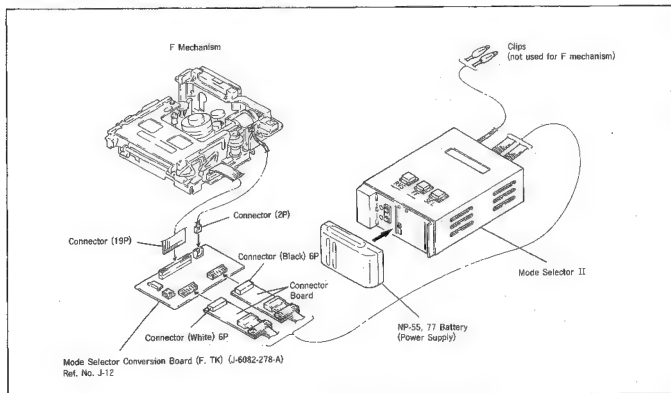 F Mechanism
Clips
(not used for F mechanism)
Connector (2P)
Connector (19P)
Connector (Black) 6P
Connector
Board
Mode Selector II
Connector (White) 6P
NP-55, 77 Battery
(Power Supply)
Mode Selector Conversion Board (F. TK) (J-6082-278-A)
Ref. No. J-12